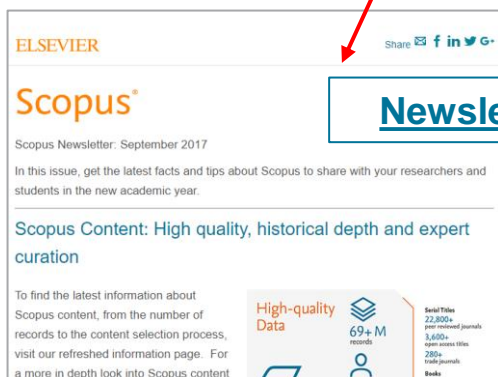 ELSEVIER
Share f in G+
Scopus®
Scopus Newsletter: September 2017
In this issue, get the latest facts and tips about Scopus to share with your researchers and
students in the new academic year.
Scopus Content: High quality, historical depth and expert
curation
To find the latest information about
Scopus content, from the number of
records to the content selection process,
visit our refreshed information page. For
a more in depth look into Scopus content
High-quality
Data
69+ M
records
Serial Titles
22,800+
peer reviewed journals
3,600+
open access titles
280+
trade journals
Books